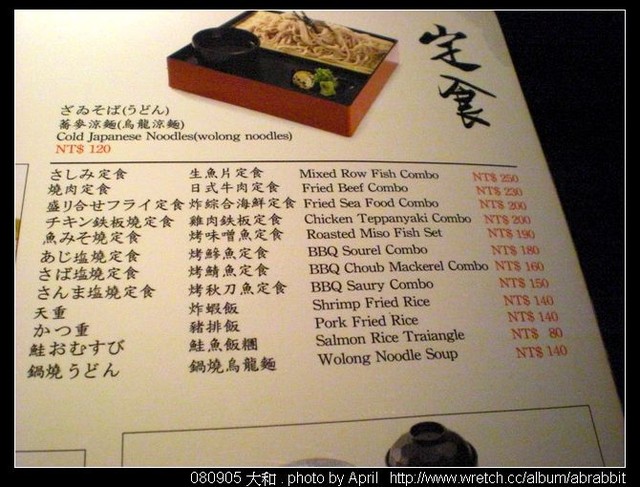 定食
ざゐそば(うどん)
蕎麥涼麵(烏龍涼麵)
Cold Japanese Noodles(wolong noodles)
NT$ 120
さしみ定食 生魚片定食 Mixed Row Fish Combo NT$ 250
燒肉定食 日式牛肉定食 Fried Beef Combo NT$ 230
盛り合せフライ定食 炸綜合海鮮定食 Fried Sea Food Combo NT$ 200
チキン鉄板燒定食 雞肉鉄板定食 Chicken Teppanyaki Combo NT$ 200
魚みそ燒定食 烤味噌魚定食 Roasted Miso Fish Set NT$ 190
あじ塩燒定食 烤鯵魚定食 BBQ Sourel Combo NT$ 180
さば塩燒定食 烤鯖魚定食 BBQ Choub Mackerel Combo NT$ 160
さんま塩燒定食 烤秋刀魚定食 BBQ Saury Combo NT$ 150
天重 炸蝦飯 Shrimp Fried Rice NT$ 140
かつ重 豬排飯 Pork Fried Rice NT$ 140
鮭おむすび 鮭魚飯糰 Salmon Rice Traiangle NT$ 80
鍋燒うどん 鍋燒烏龍麵 Wolong Noodle Soup NT$ 140
080905 大和 . photo by April http://www.wretch.cc/album/abrabbit